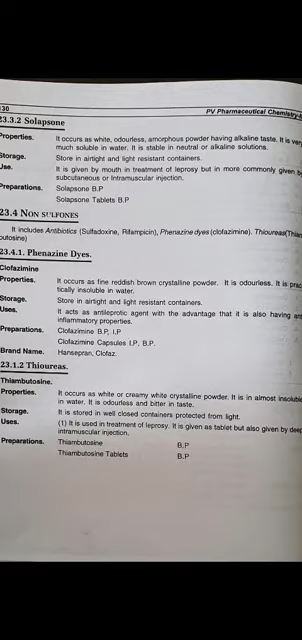 130
PV Pharmaceutical Chemistry-
23.3.2 Solapsone
Properties. It occurs as white, odourless, amorphous powder having alkaline taste. It is very
much soluble in water. It is stable in neutral or alkaline solutions.
Storage. Store in airtight and light resistant containers.
Use. It is given by mouth in treatment of leprosy but in more commonly given by
subcutaneous or Intramuscular injection.
Preparations. Solapsone B.P
Solapsone Tablets B.P
23.4 NON SULFONES
It includes Antibiotics (Sulfadoxine, Rifampicin), Phenazine dyes (clofazimine). Thioureas(Thiam
butosine)
23.4.1. Phenazine Dyes.
Clofazimine
Properties. It occurs as fine reddish brown crystalline powder. It is odourless. It is prac
tically insoluble in water.
Storage. Store in airtight and light resistant containers.
Uses. It acts as antileprotic agent with the advantage that it is also having anti
inflammatory properties.
Preparations. Clofazimine B.P, I.P
Clofazimine Capsules I.P, B.P.
Brand Name. Hansepran, Clofaz.
23.1.2 Thioureas.
Thiambutosine.
Properties. It occurs as white or creamy white crystalline powder. It is in almost insoluble
in water. It is odourless and bitter in taste.
Storage. It is stored in well closed containers protected from light.
Uses. (1) It is used in treatment of leprosy. It is given as tablet but also given by deep
intramuscular injection.
Preparations. Thiambutosine B.P
Thiambutosine Tablets B.P